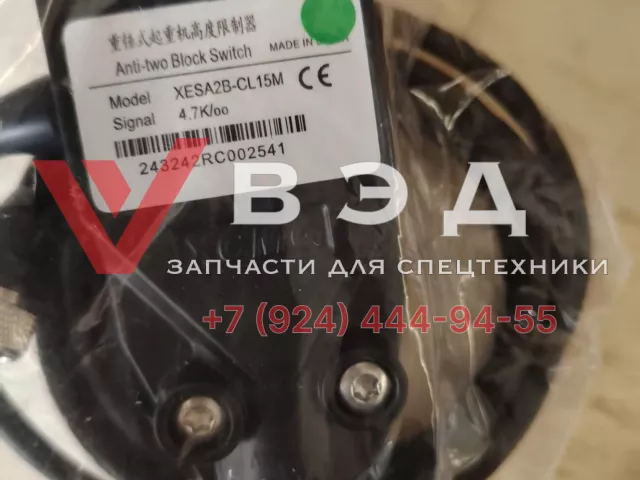 重锤式起重机高度限制器
Anti-two Block Switch MADE IN
Model XESA2B-CL15M CE
Signal 4.7K/oo
243242RC002541
ВЭД
ЗАПЧАСТИ ДЛЯ СПЕЦТЕХНИКИ
+7 (924) 444-94-55